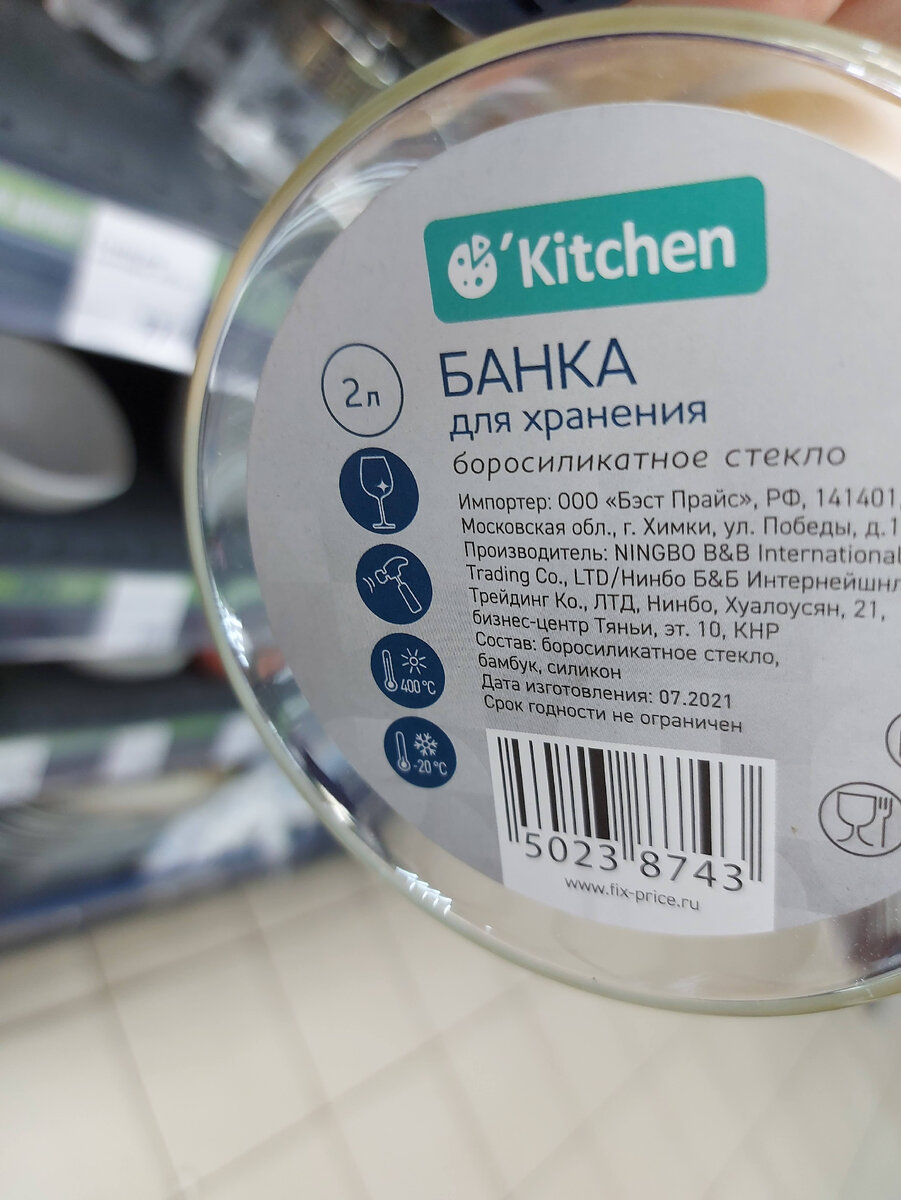 'Kitchen
2 л
БАНКА
для хранения
боросиликатное стекло
Импортер: ООО «Бэст Прайс», РФ, 141401,
Московская обл., г. Химки, ул. Победы, д.1
Производитель: NINGBO B&B International
Trading Co., LTD/Нинбо Б&Б Интернейшнл
Трейдинг Ко., ЛТД, Нинбо, Хуалоусян, 21,
бизнес-центр Тяньи, эт. 10, КНР
Состав: боросиликатное стекло,
бамбук, силикон
Дата изготовления: 07.2021
Срок годности не ограничен
400 °C
-20 °C
5023 8743
www.fix-price.ru